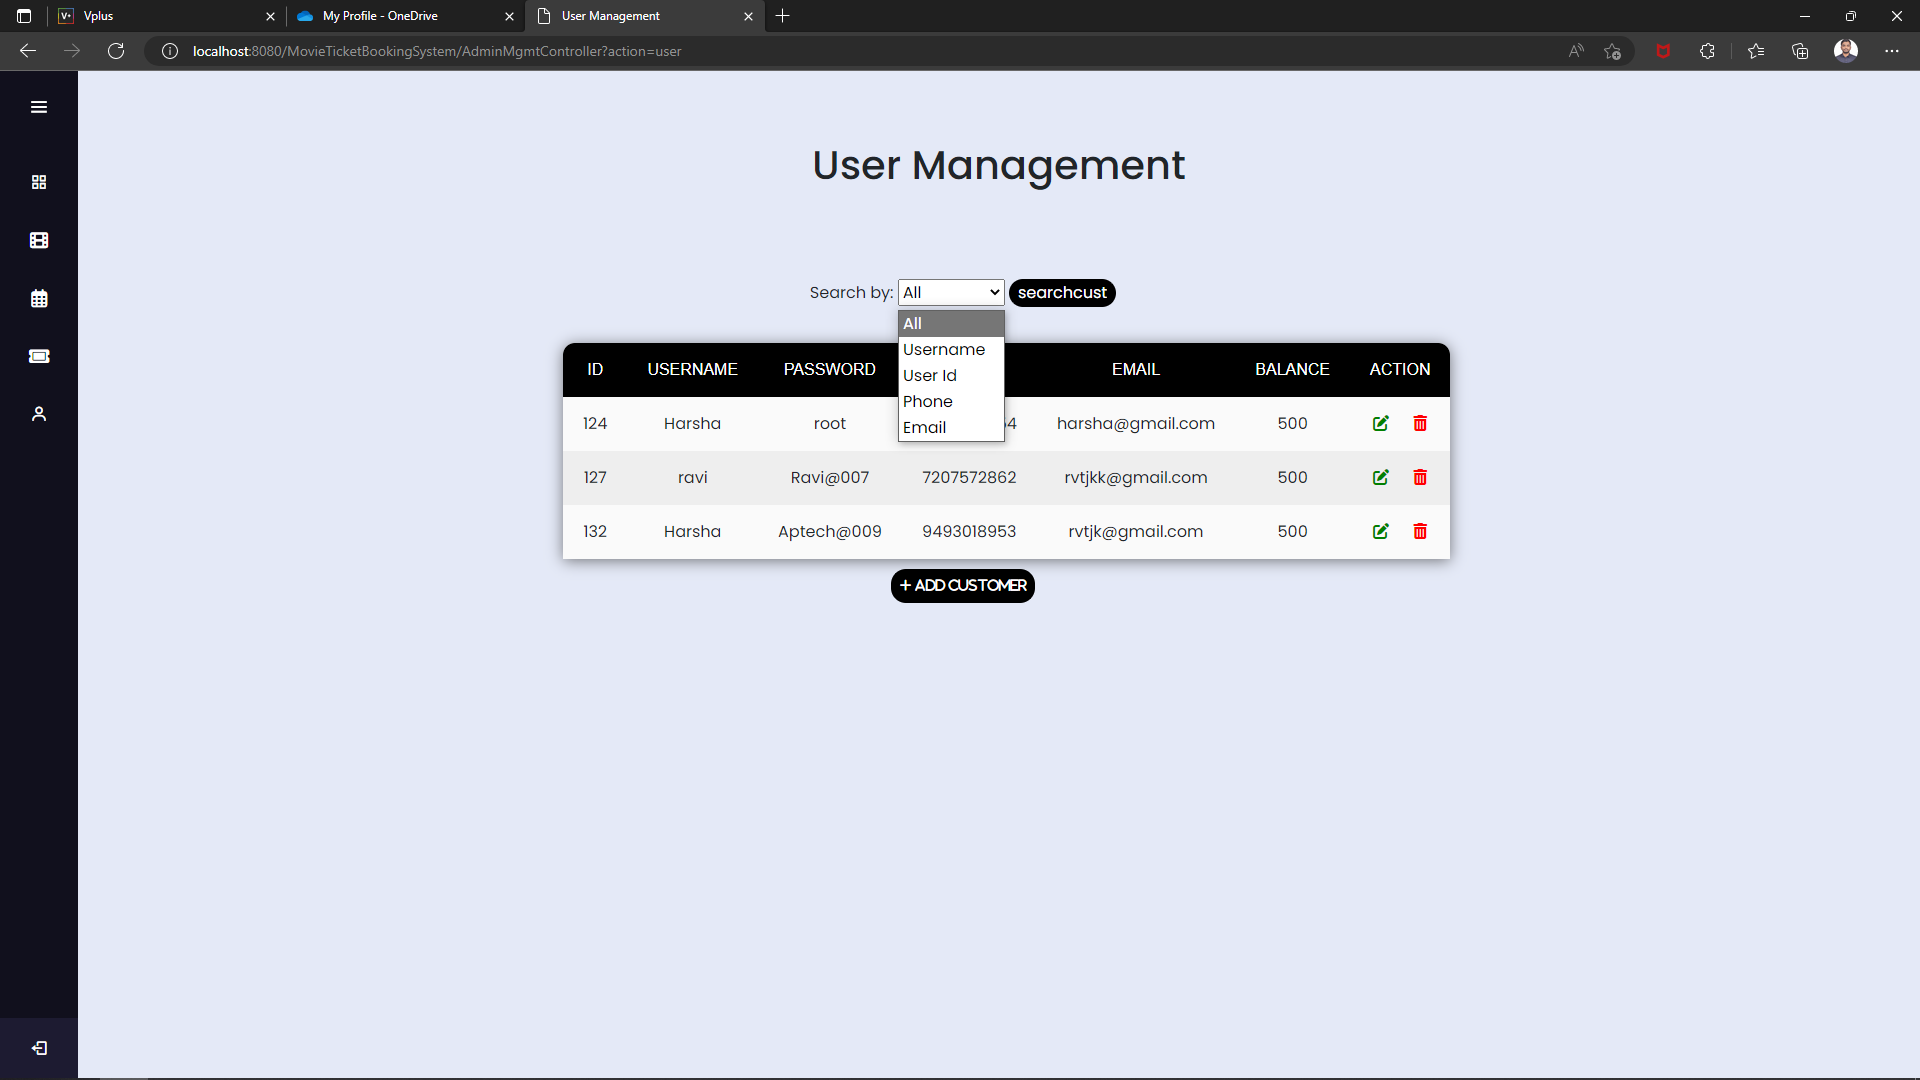 Vplus
My Profile - OneDrive
User Management
localhost:8080/MovieTicketBookingSystem/AdminMgmtController?action=user
User Management
Search by: All searchcust
All
Username
User Id
Phone
Email
ID USERNAME PASSWORD EMAIL BALANCE ACTION
124 Harsha root 4 harsha@gmail.com 500
127 ravi Ravi@007 7207572862 rvtjkk@gmail.com 500
132 Harsha Aptech@009 9493018953 rvtjk@gmail.com 500
+ ADD CUSTOMER